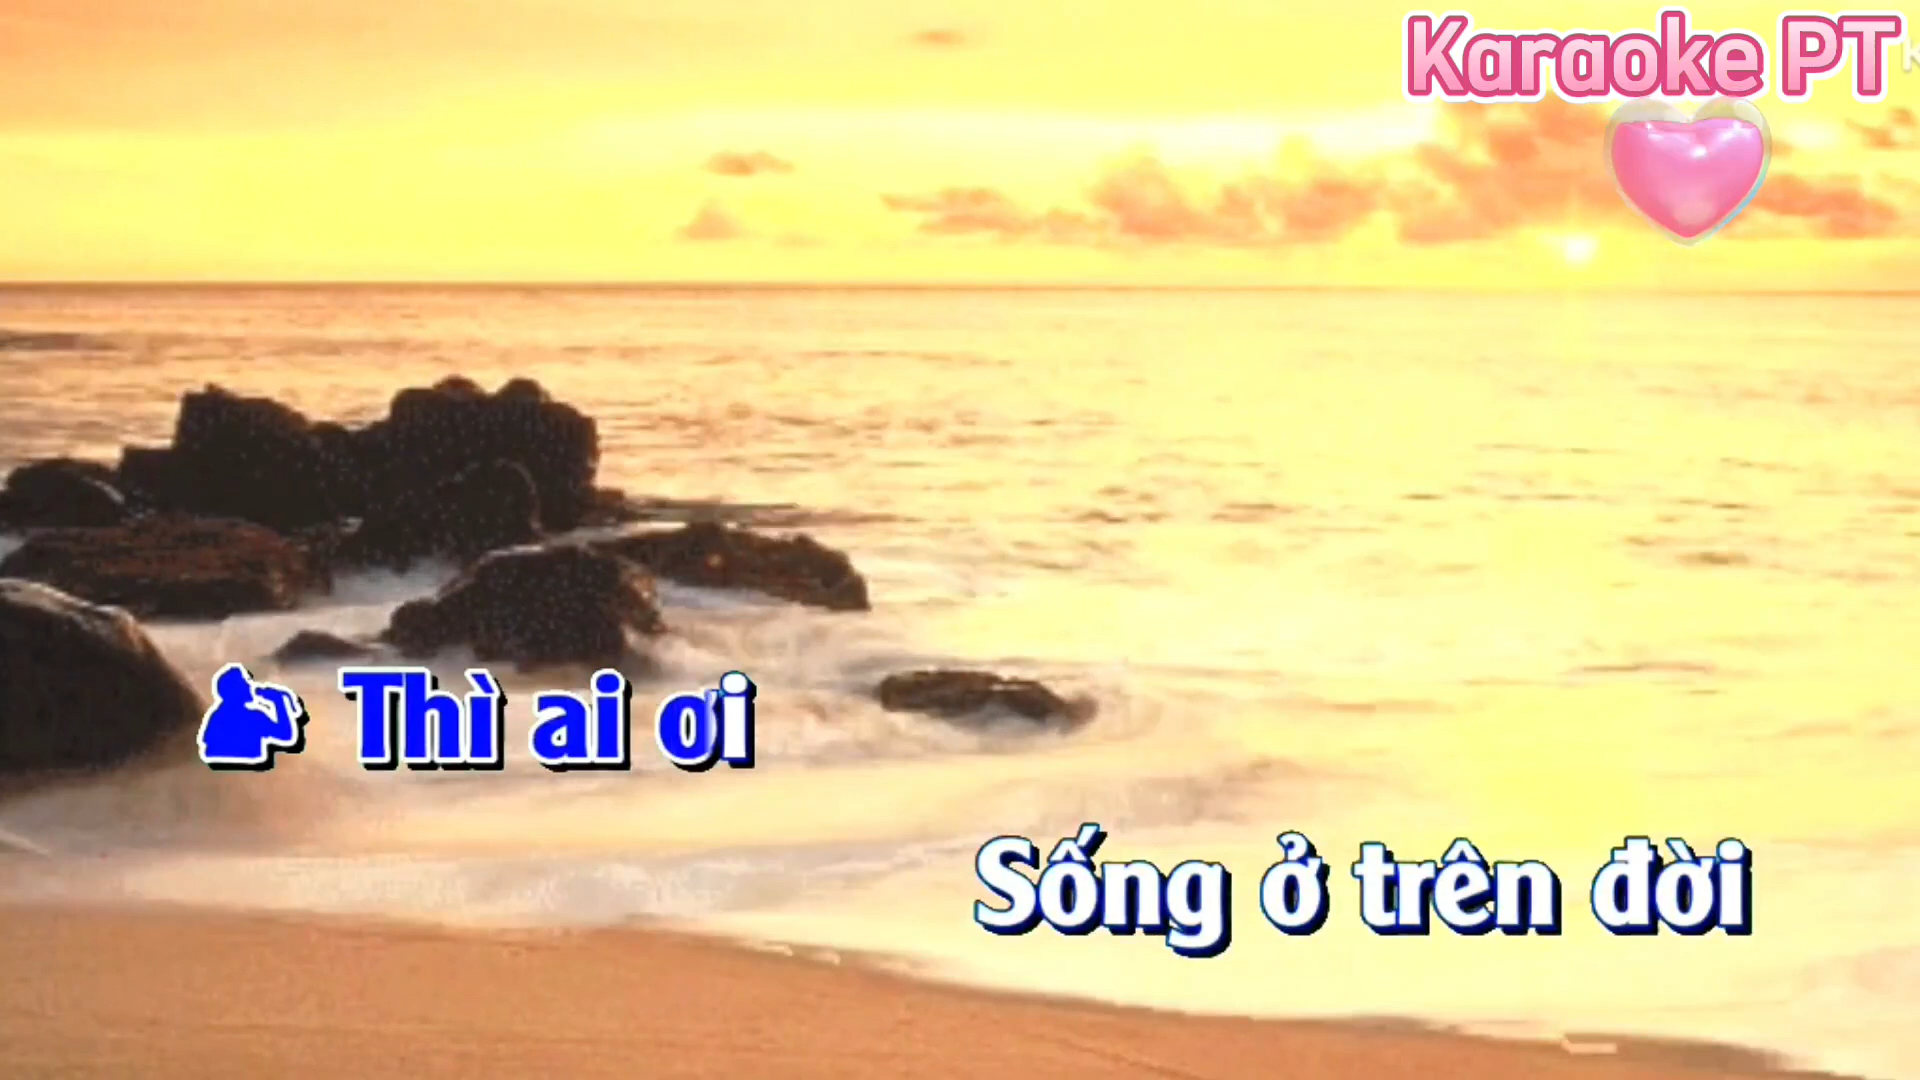 Karaoke PT
Thì ai ơi
Sống ở trên đời